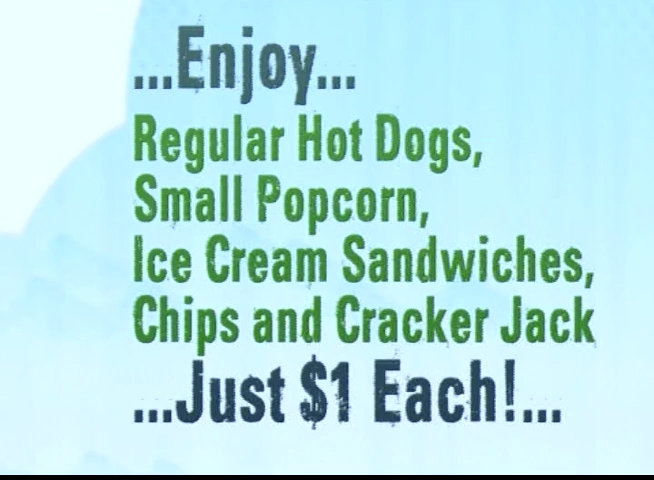 ...Enjoy...
Regular Hot Dogs,
Small Popcorn,
Ice Cream Sandwiches,
Chips and Cracker Jack
...Just $1 Each!...